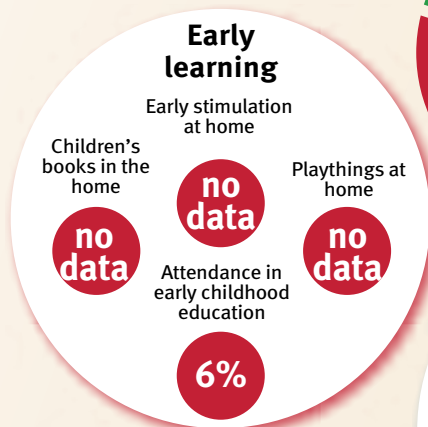 Early
learning
Early stimulation
at home
no
data
Children’s
books in the
home
no
data
Playthings at
home
no
data
Attendance in
early childhood
education
6%